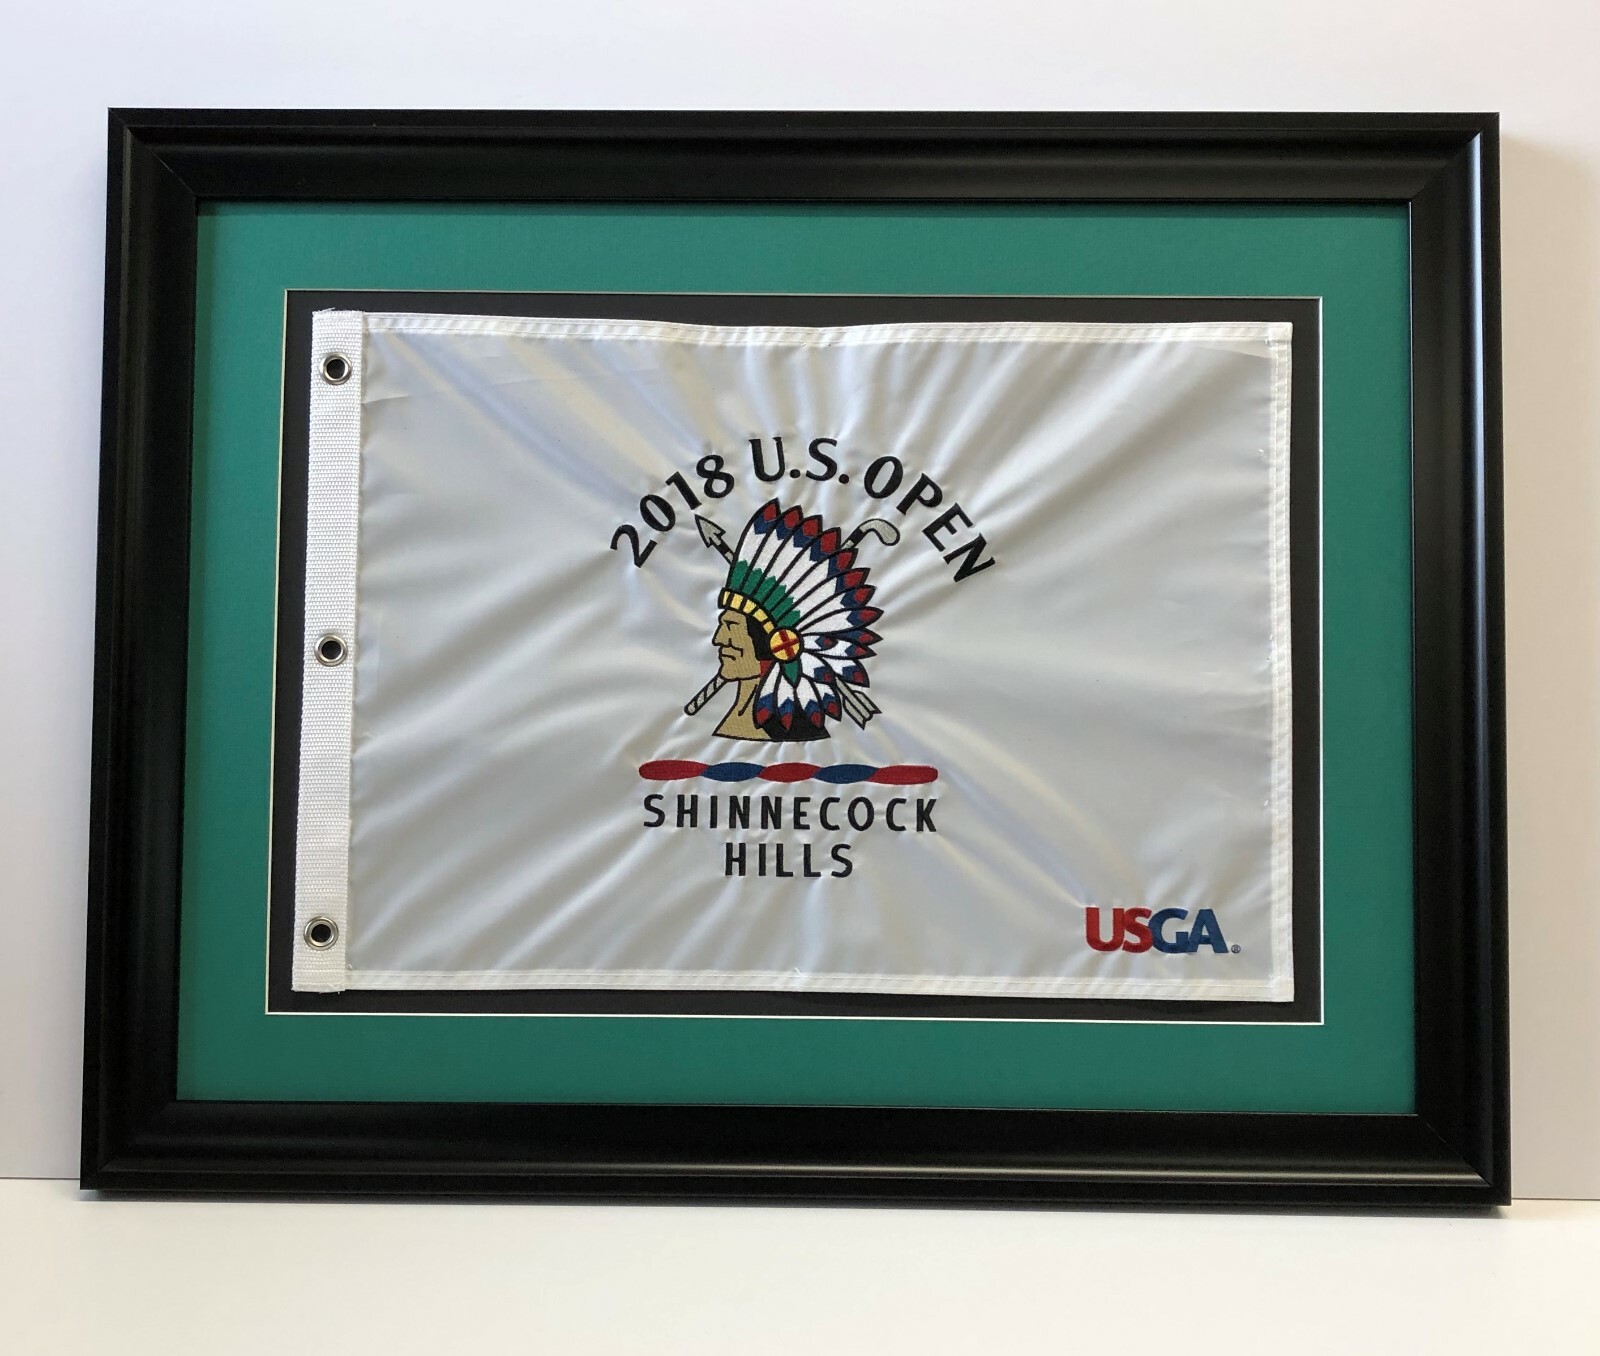 2018 U.S. OPEN
SHINNECOCK
HILLS
USGA®